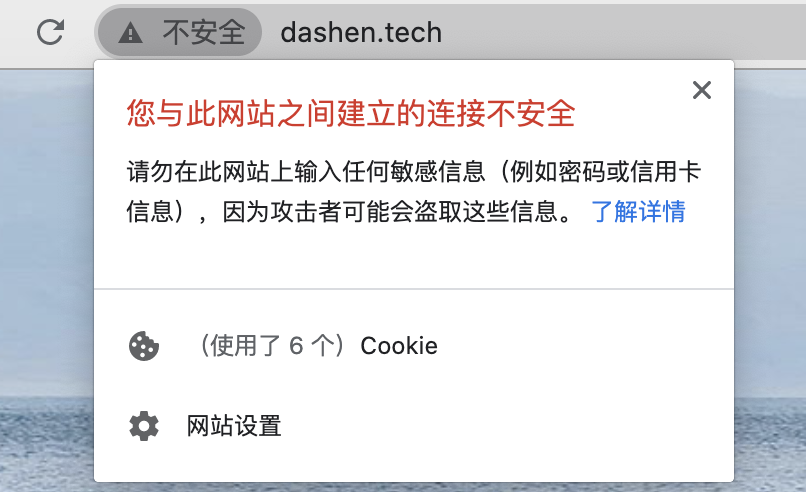 不安全 dashen.tech
您与此网站之间建立的连接不安全
请勿在此网站上输入任何敏感信息（例如密码或信用卡
信息），因为攻击者可能会盗取这些信息。 了解详情
（使用了 6 个） Cookie
网站设置